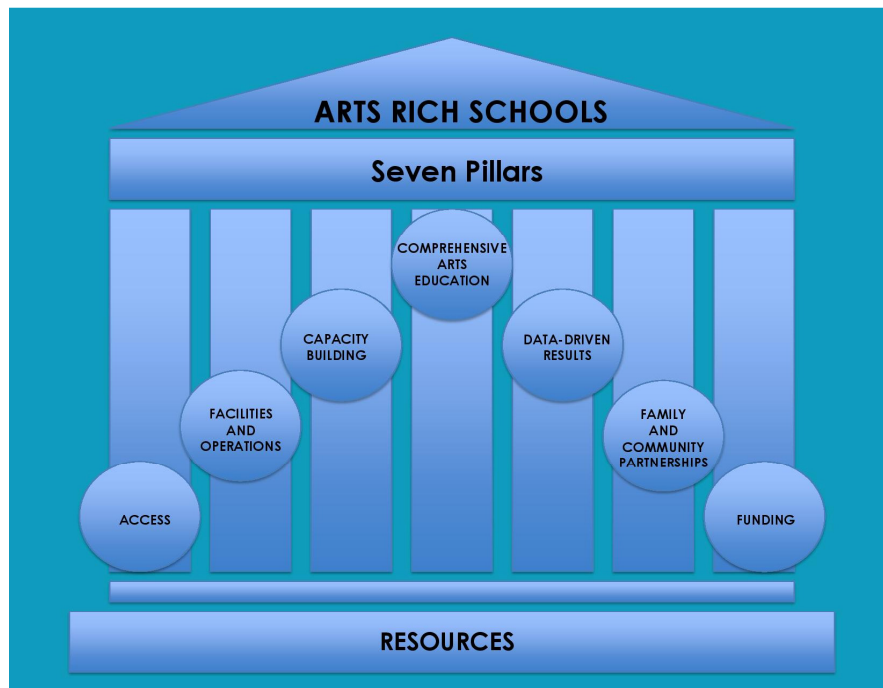 ARTS RICH SCHOOLS
Seven Pillars
COMPREHENSIVE
ARTS
EDUCATION
CAPACITY
BUILDING
DATA-DRIVEN
RESULTS
FACILITIES
AND
OPERATIONS
FAMILY
AND
COMMUNITY
PARTNERSHIPS
ACCESS
FUNDING
RESOURCES